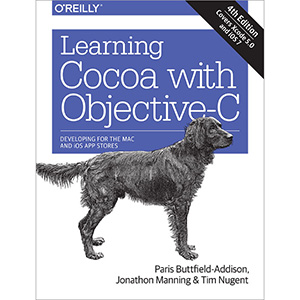 O'REILLY®
4th Edition
Covers Xcode 5.0
and iOS 7
Learning
Cocoa with
Objective-C
DEVELOPING FOR THE MAC
AND iOS APP STORES
Paris Buttfield-Addison,
Jonathon Manning & Tim Nugent